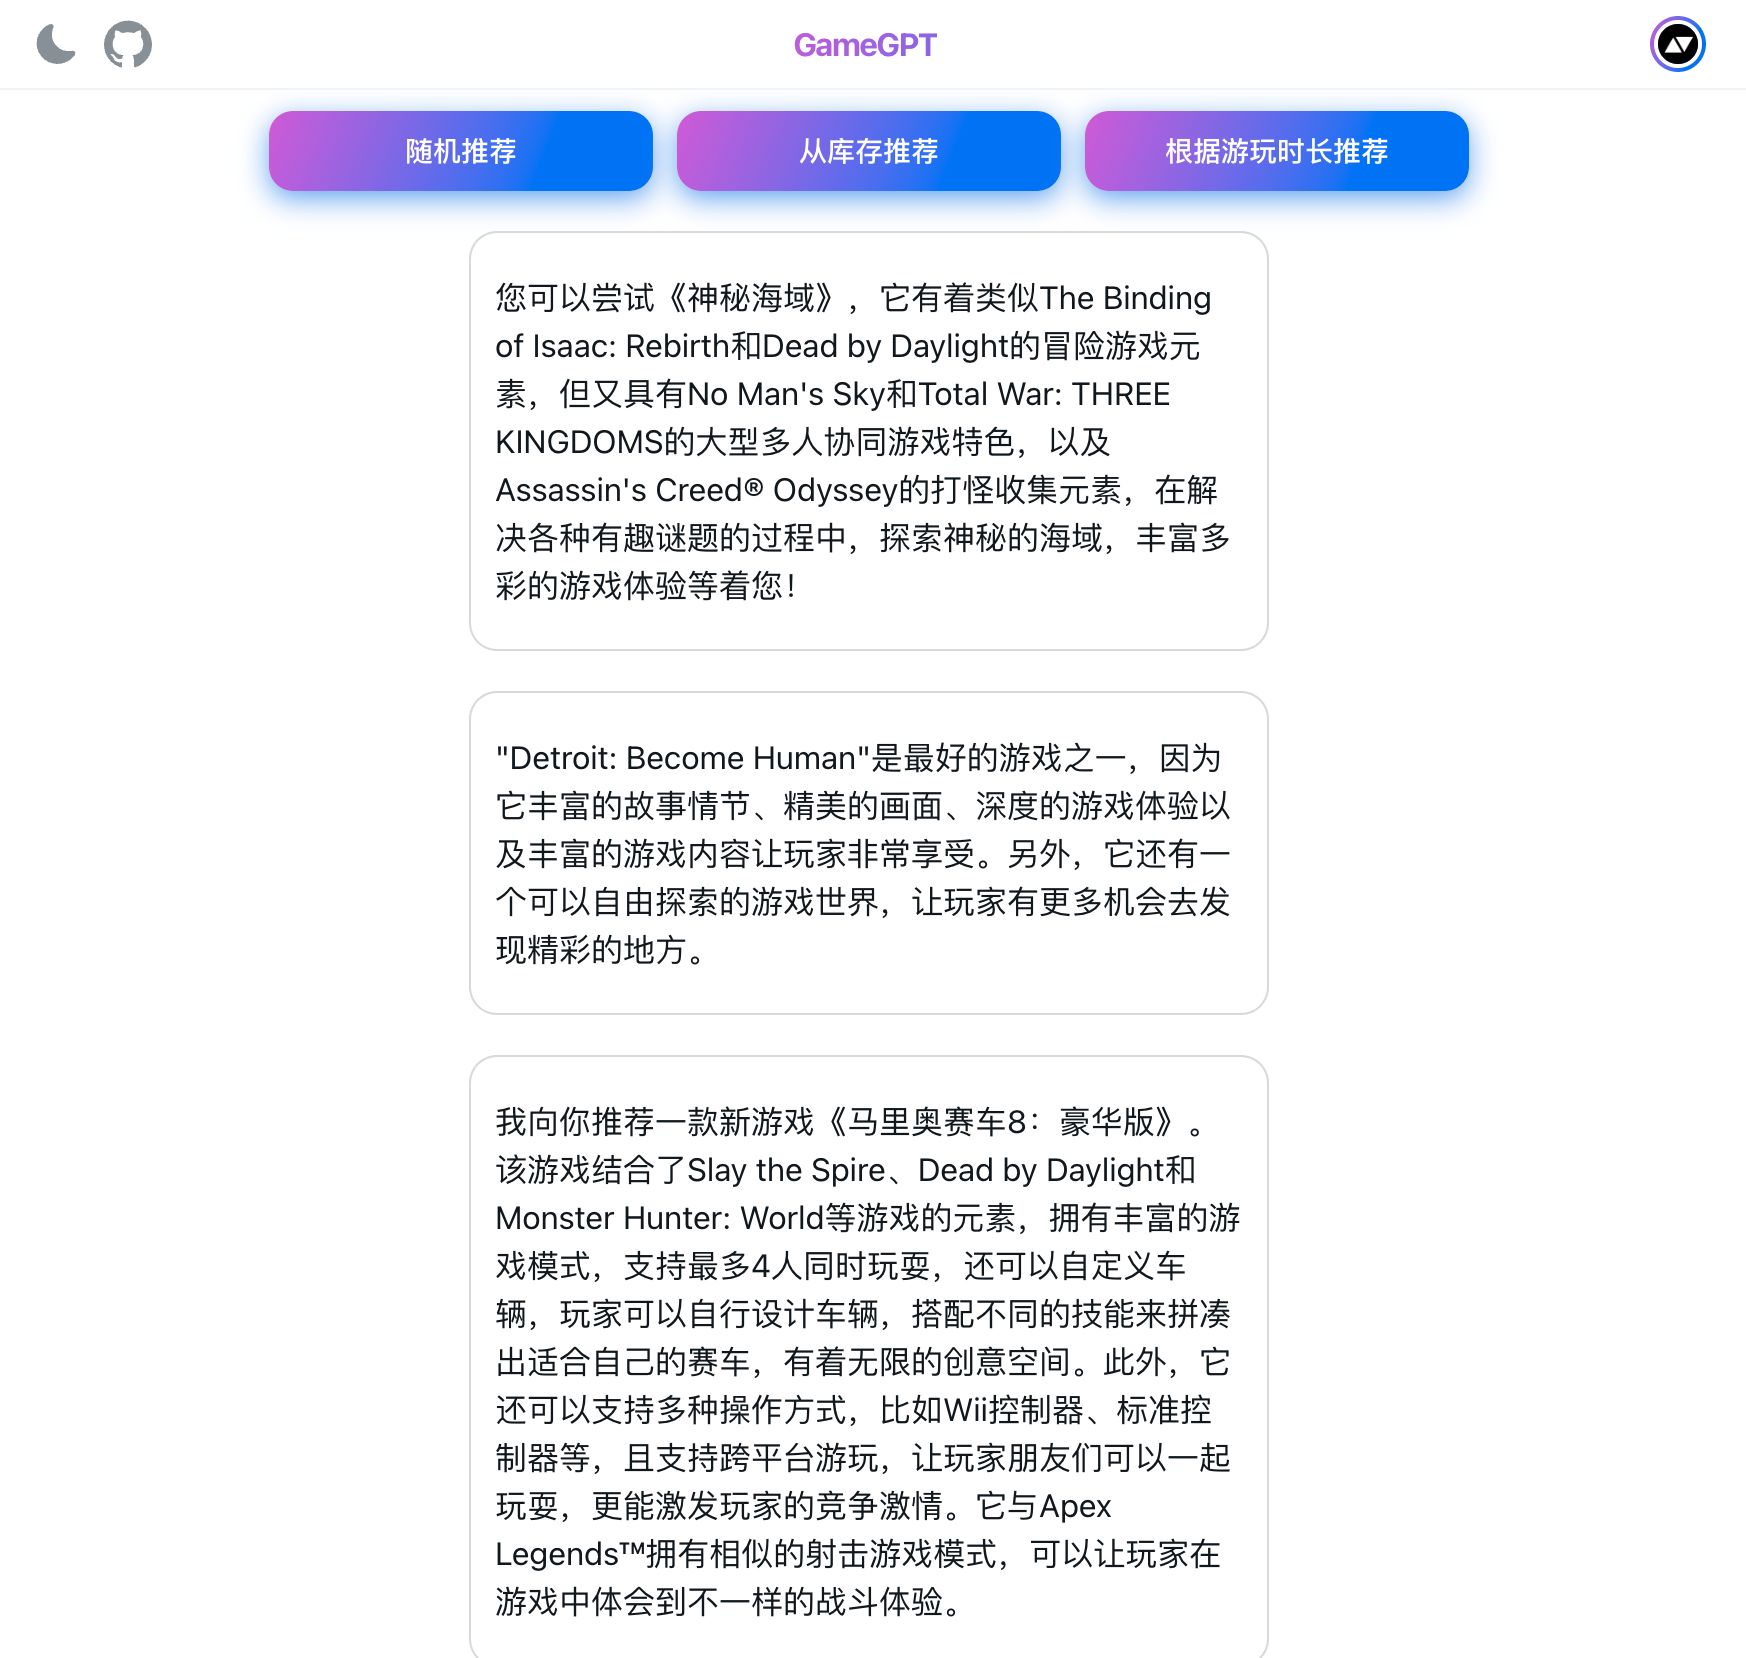 GameGPT
随机推荐
从库存推荐
根据游玩时长推荐
您可以尝试《神秘海域》，它有着类似The Binding
of Isaac: Rebirth和Dead by Daylight的冒险游戏元
素，但又具有No Man's Sky和Total War: THREE
KINGDOMS的大型多人协同游戏特色，以及
Assassin's Creed® Odyssey的打怪收集元素，在解
决各种有趣谜题的过程中，探索神秘的海域，丰富多
彩的游戏体验等着您！
"Detroit: Become Human"是最好的游戏之一，因为
它丰富的故事情节、精美的画面、深度的游戏体验以
及丰富的游戏内容让玩家非常享受。另外，它还有一
个可以自由探索的游戏世界，让玩家有更多机会去发
现精彩的地方。
我向你推荐一款新游戏《马里奥赛车8：豪华版》。
该游戏结合了Slay the Spire、Dead by Daylight和
Monster Hunter: World等游戏的元素，拥有丰富的游
戏模式，支持最多4人同时玩耍，还可以自定义车
辆，玩家可以自行设计车辆，搭配不同的技能来拼凑
出适合自己的赛车，有着无限的创意空间。此外，它
还可以支持多种操作方式，比如Wii控制器、标准控
制器等，且支持跨平台游玩，让玩家朋友们可以一起
玩耍，更能激发玩家的竞争激情。它与Apex
Legends™拥有相似的射击游戏模式，可以让玩家在
游戏中体会到不一样的战斗体验。